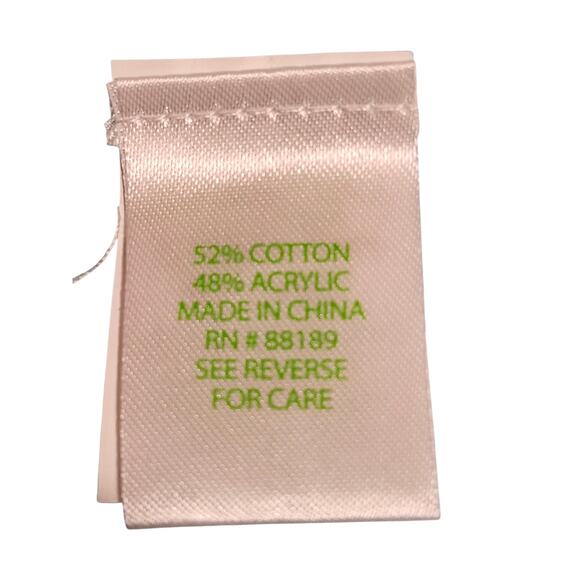 52% COTTON
48% ACRYLIC
MADE IN CHINA
RN # 88189
SEE REVERSE
FOR CARE